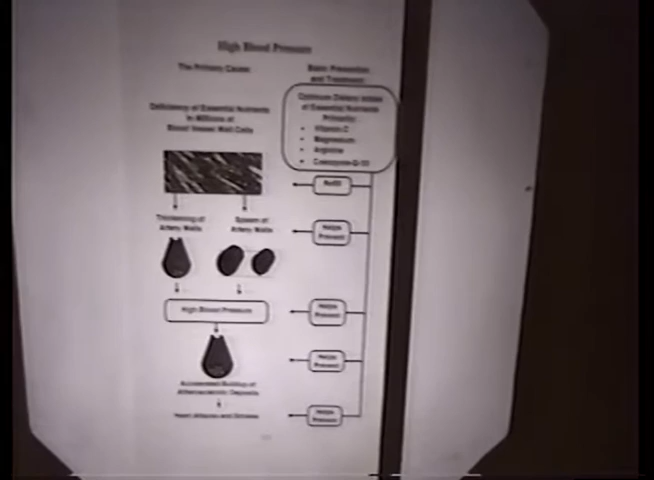 High Blood Pressure
The Primary Cause:
Basic Prevention
and Treatment:
Deficiency of Essential Nutrients
in Millions of
Blood Vessel Wall Cells
Optimum Dietary Intake
of Essential Nutrients
Primarily:
• Vitamin C
• Magnesium
• Arginine
• Coenzyme-Q-10
Refill
Thickening of
Artery Walls
Spasm of
Artery Walls
Helps
Prevent
High Blood Pressure
Helps
Prevent
Helps
Prevent
Accelerated Buildup of
Atherosclerotic Deposits
Heart Attacks and Strokes
Helps
Prevent